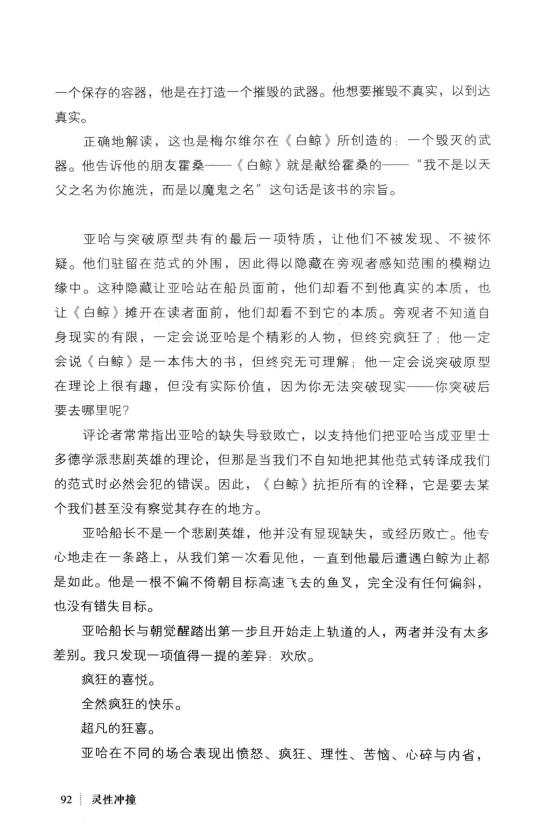 一个保存的容器，他是在打造一个摧毁的武器。他想要摧毁不真实，以到达
真实。
正确地解读，这也是梅尔维尔在《白鲸》所创造的：一个毁灭的武
器。他告诉他的朋友霍桑——《白鲸》就是献给霍桑的——“我不是以天
父之名为你施洗，而是以魔鬼之名”这句话是该书的宗旨。
亚哈与突破原型共有的最后一项特质，让他们不被发现、不被怀
疑。他们驻留在范式的外围，因此得以隐藏在旁观者感知范围的模糊边
缘中。这种隐藏让亚哈站在船员面前，他们却看不到他真实的本质，也
让《白鲸》摊开在读者面前，他们却看不到它的本质。旁观者不知道自
身现实的有限，一定会说亚哈是个精彩的人物，但终究疯狂了；他一定
会说《白鲸》是一本伟大的书，但终究无可理解；他一定会说突破原型
在理论上很有趣，但没有实际价值，因为你无法突破现实——你突破后
要去哪里呢？
评论者常常指出亚哈的缺失导致败亡，以支持他们把亚哈当成亚里士
多德学派悲剧英雄的理论，但那是当我们不自知地把其他范式转译成我们
的范式时必然会犯的错误。因此，《白鲸》抗拒所有的诠释，它是要去某
个我们甚至没有察觉其存在的地方。
亚哈船长不是一个悲剧英雄，他并没有显现缺失，或经历败亡。他专
心地走在一条路上，从我们第一次看见他，一直到他最后遭遇白鲸为止都
是如此。他是一根不偏不倚朝目标高速飞去的鱼叉，完全没有任何偏斜，
也没有错失目标。
亚哈船长与朝觉醒踏出第一步且开始走上轨道的人，两者并没有太多
差别。我只发现一项值得一提的差异：欢欣。
疯狂的喜悦。
全然疯狂的快乐。
超凡的狂喜。
亚哈在不同的场合表现出愤怒、疯狂、理性、苦恼、心碎与内省，
92 灵性冲撞